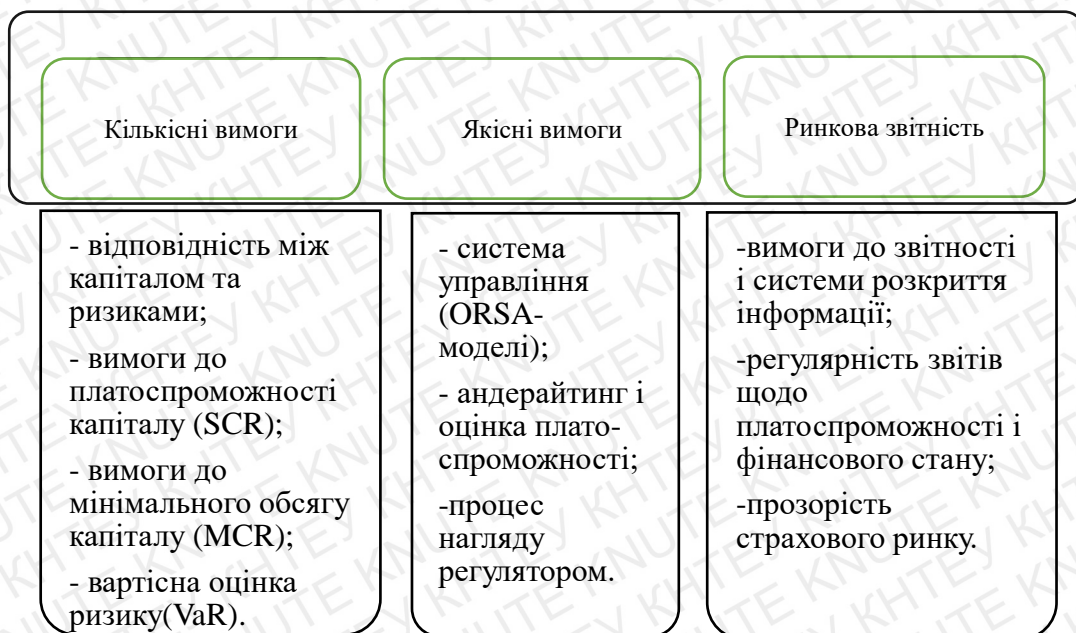 Кількісні вимоги
Якісні вимоги
Ринкова звітність
- відповідність між
капіталом та
ризиками;
- вимоги до
платоспроможності
капіталу (SCR);
- вимоги до
мінімального обсягу
капіталу (MCR);
- вартісна оцінка
ризику(VaR).
- система
управління
(ORSA-
моделі);
- андерайтинг і
оцінка плато-
спроможності;
-процес
нагляду
регулятором.
-вимоги до звітності
і системи розкриття
інформації;
-регулярність звітів
щодо
платоспроможності і
фінансового стану;
-прозорість
страхового ринку.